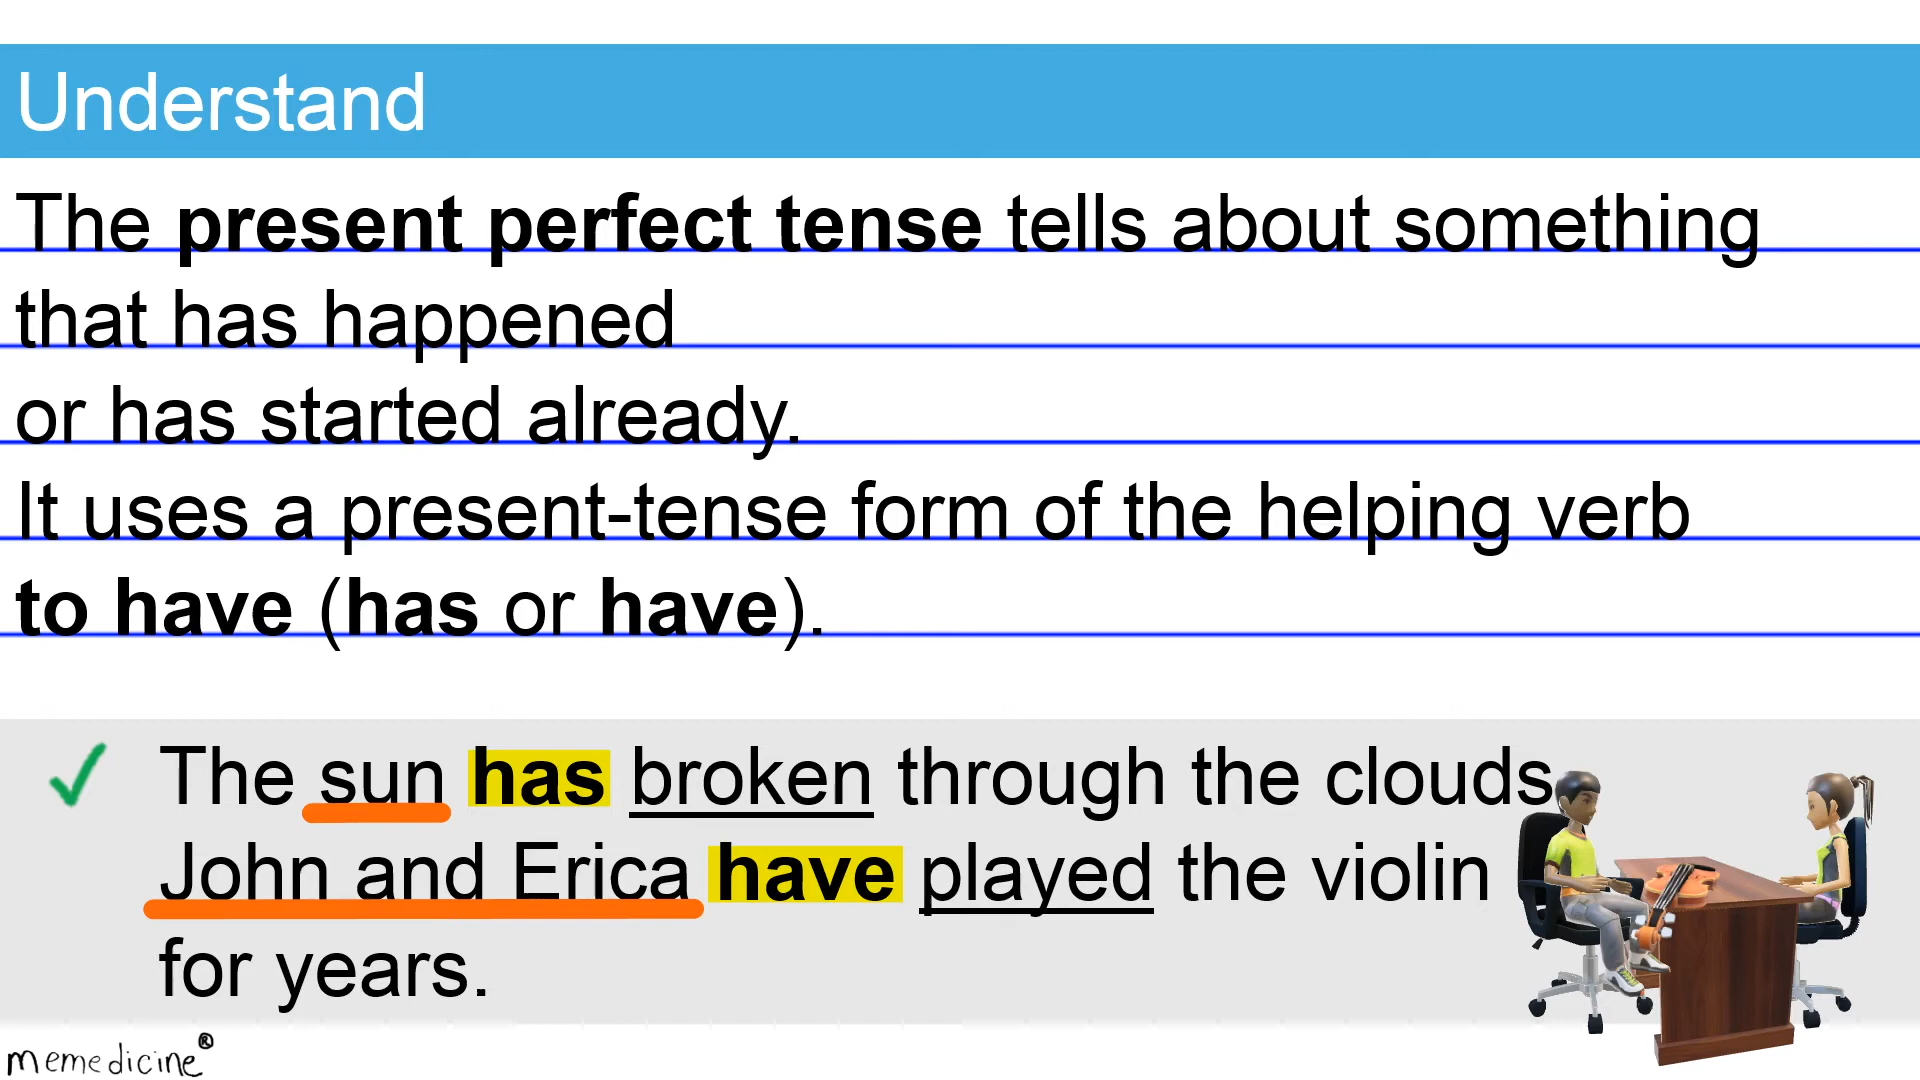 Understand
The present perfect tense tells about something
that has happened
or has started already.
It uses a present-tense form of the helping verb
to have (has or have).
The sun has broken through the clouds
John and Erica have played the violin
for years.
memedicine®